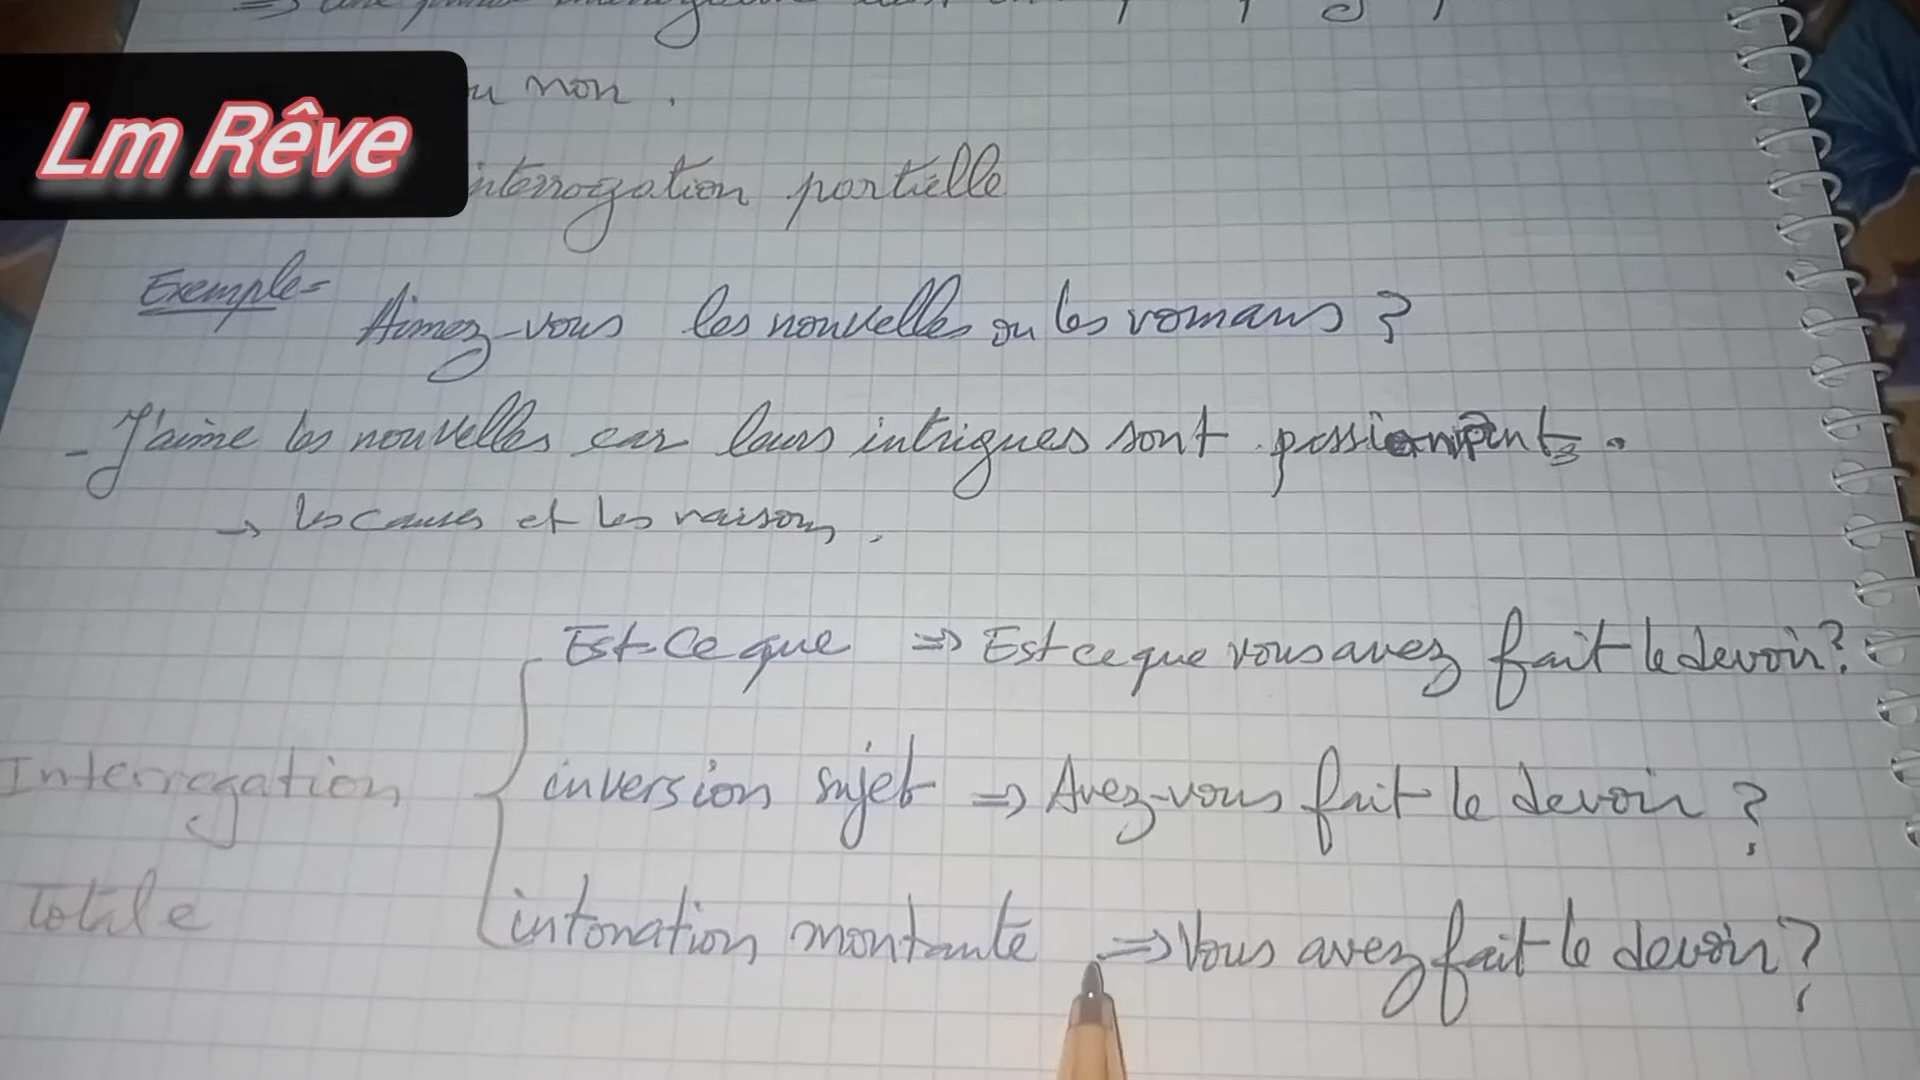 => Une
u non.
Lm Rêve
interrogation partielle
Exemple=
Aimez-vous les nouvelles ou les romans ?
- J'aime les nouvelles car leurs intrigues sont passionnants.
→ les causes et les raisons.
Est-Ce que => Est ce que vous avez fait le devoir ?
Interrogation
inversion sujet => Avez-vous fait le devoir ?
Totale
intonation montante => Vous avez fait le devoir ?